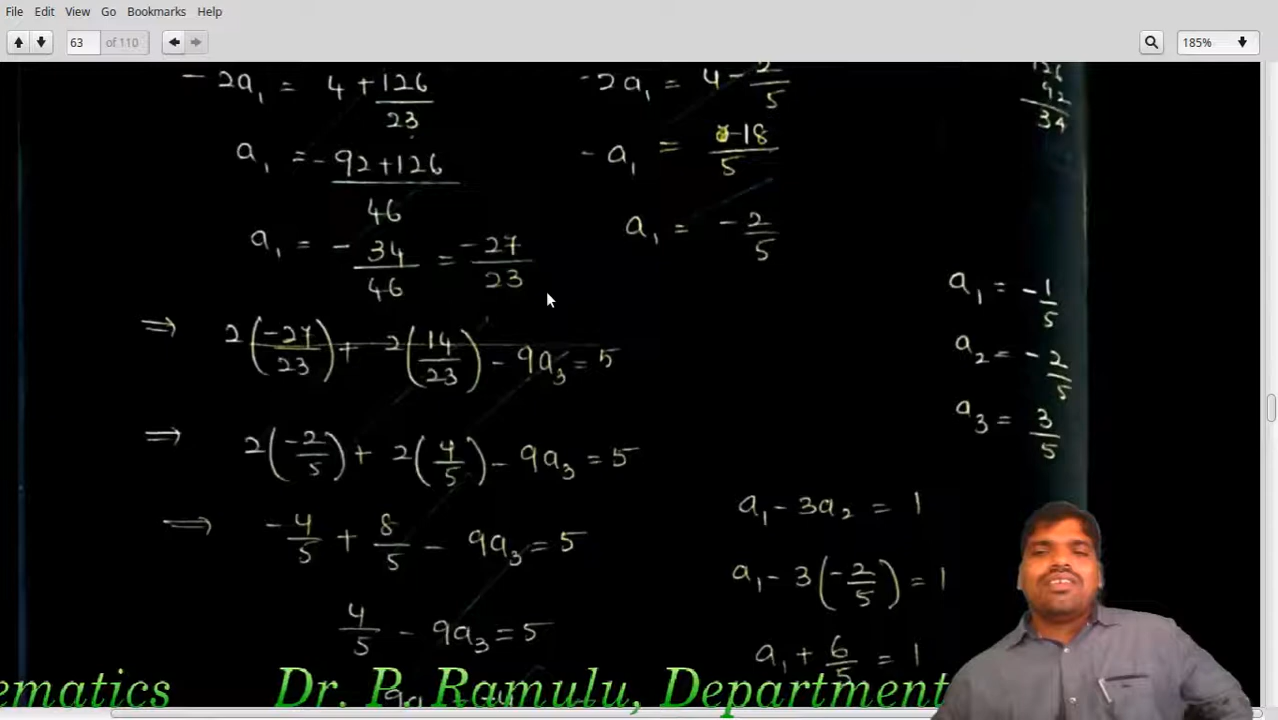 File Edit View Go Bookmarks Help
63 of 110
185%
-2a₁ = 4 + 126/23
a₁ = - 92+126/46
a₁ = - 34/46 = -27/23
⇒ 2(-27/23) + 2(14/23) - 9a₃ = 5
⇒ 2(-2/5) + 2(4/5) - 9a₃ = 5
⇒ -4/5 + 8/5 - 9a₃ = 5
4/5 - 9a₃ = 5
-2a₁ = 4 - 2/5
-a₁ = -18/5
a₁ = -2/5
126
92
34
a₁ = -1/5
a₂ = -2/5
a₃ = 3/5
a₁ - 3a₂ = 1
a₁ - 3(-2/5) = 1
a₁ + 6/5 = 1
ematics Dr. P. Ramulu, Department